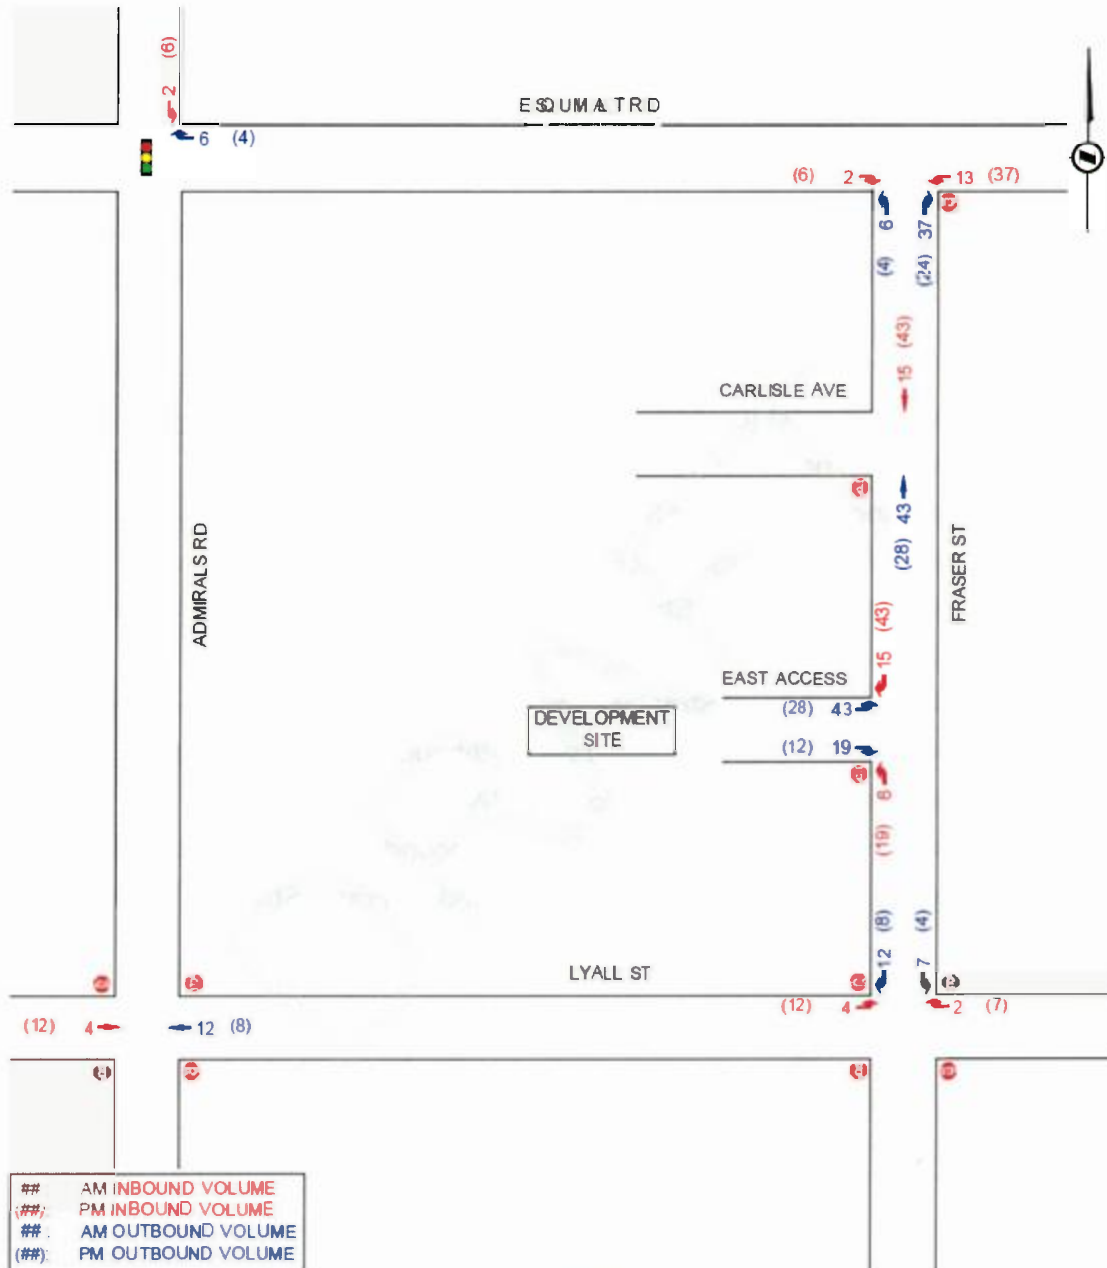 2 (6)
ESQUMALT RD
6 (4)
(6) 2
13 (37)
6 (4)
37 (24)
15 (43)
CARLISLE AVE
(28) 43
ADMIRALS RD
FRASER ST
15 (43)
EAST ACCESS
(28) 43
DEVELOPMENT
SITE
(12) 19
(19)
12 (8)
7 (4)
LYALL ST
(12) 4
2 (7)
(12) 4
12 (8)
## AM INBOUND VOLUME
(##): PM INBOUND VOLUME
## : AM OUTBOUND VOLUME
(##): PM OUTBOUND VOLUME